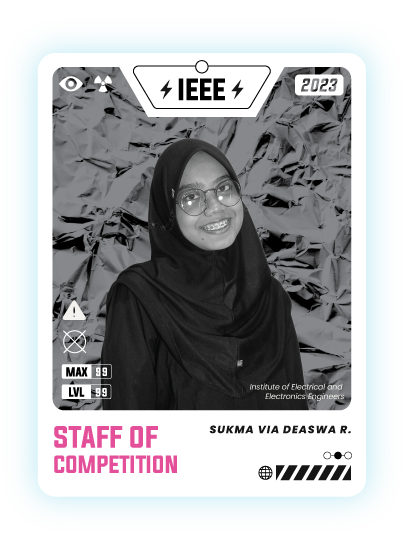 IEEE
2023
MAX 99
LVL 99
Institute of Electrical and
Electronics Engineers
STAFF OF
COMPETITION
SUKMA VIA DEASWA R.